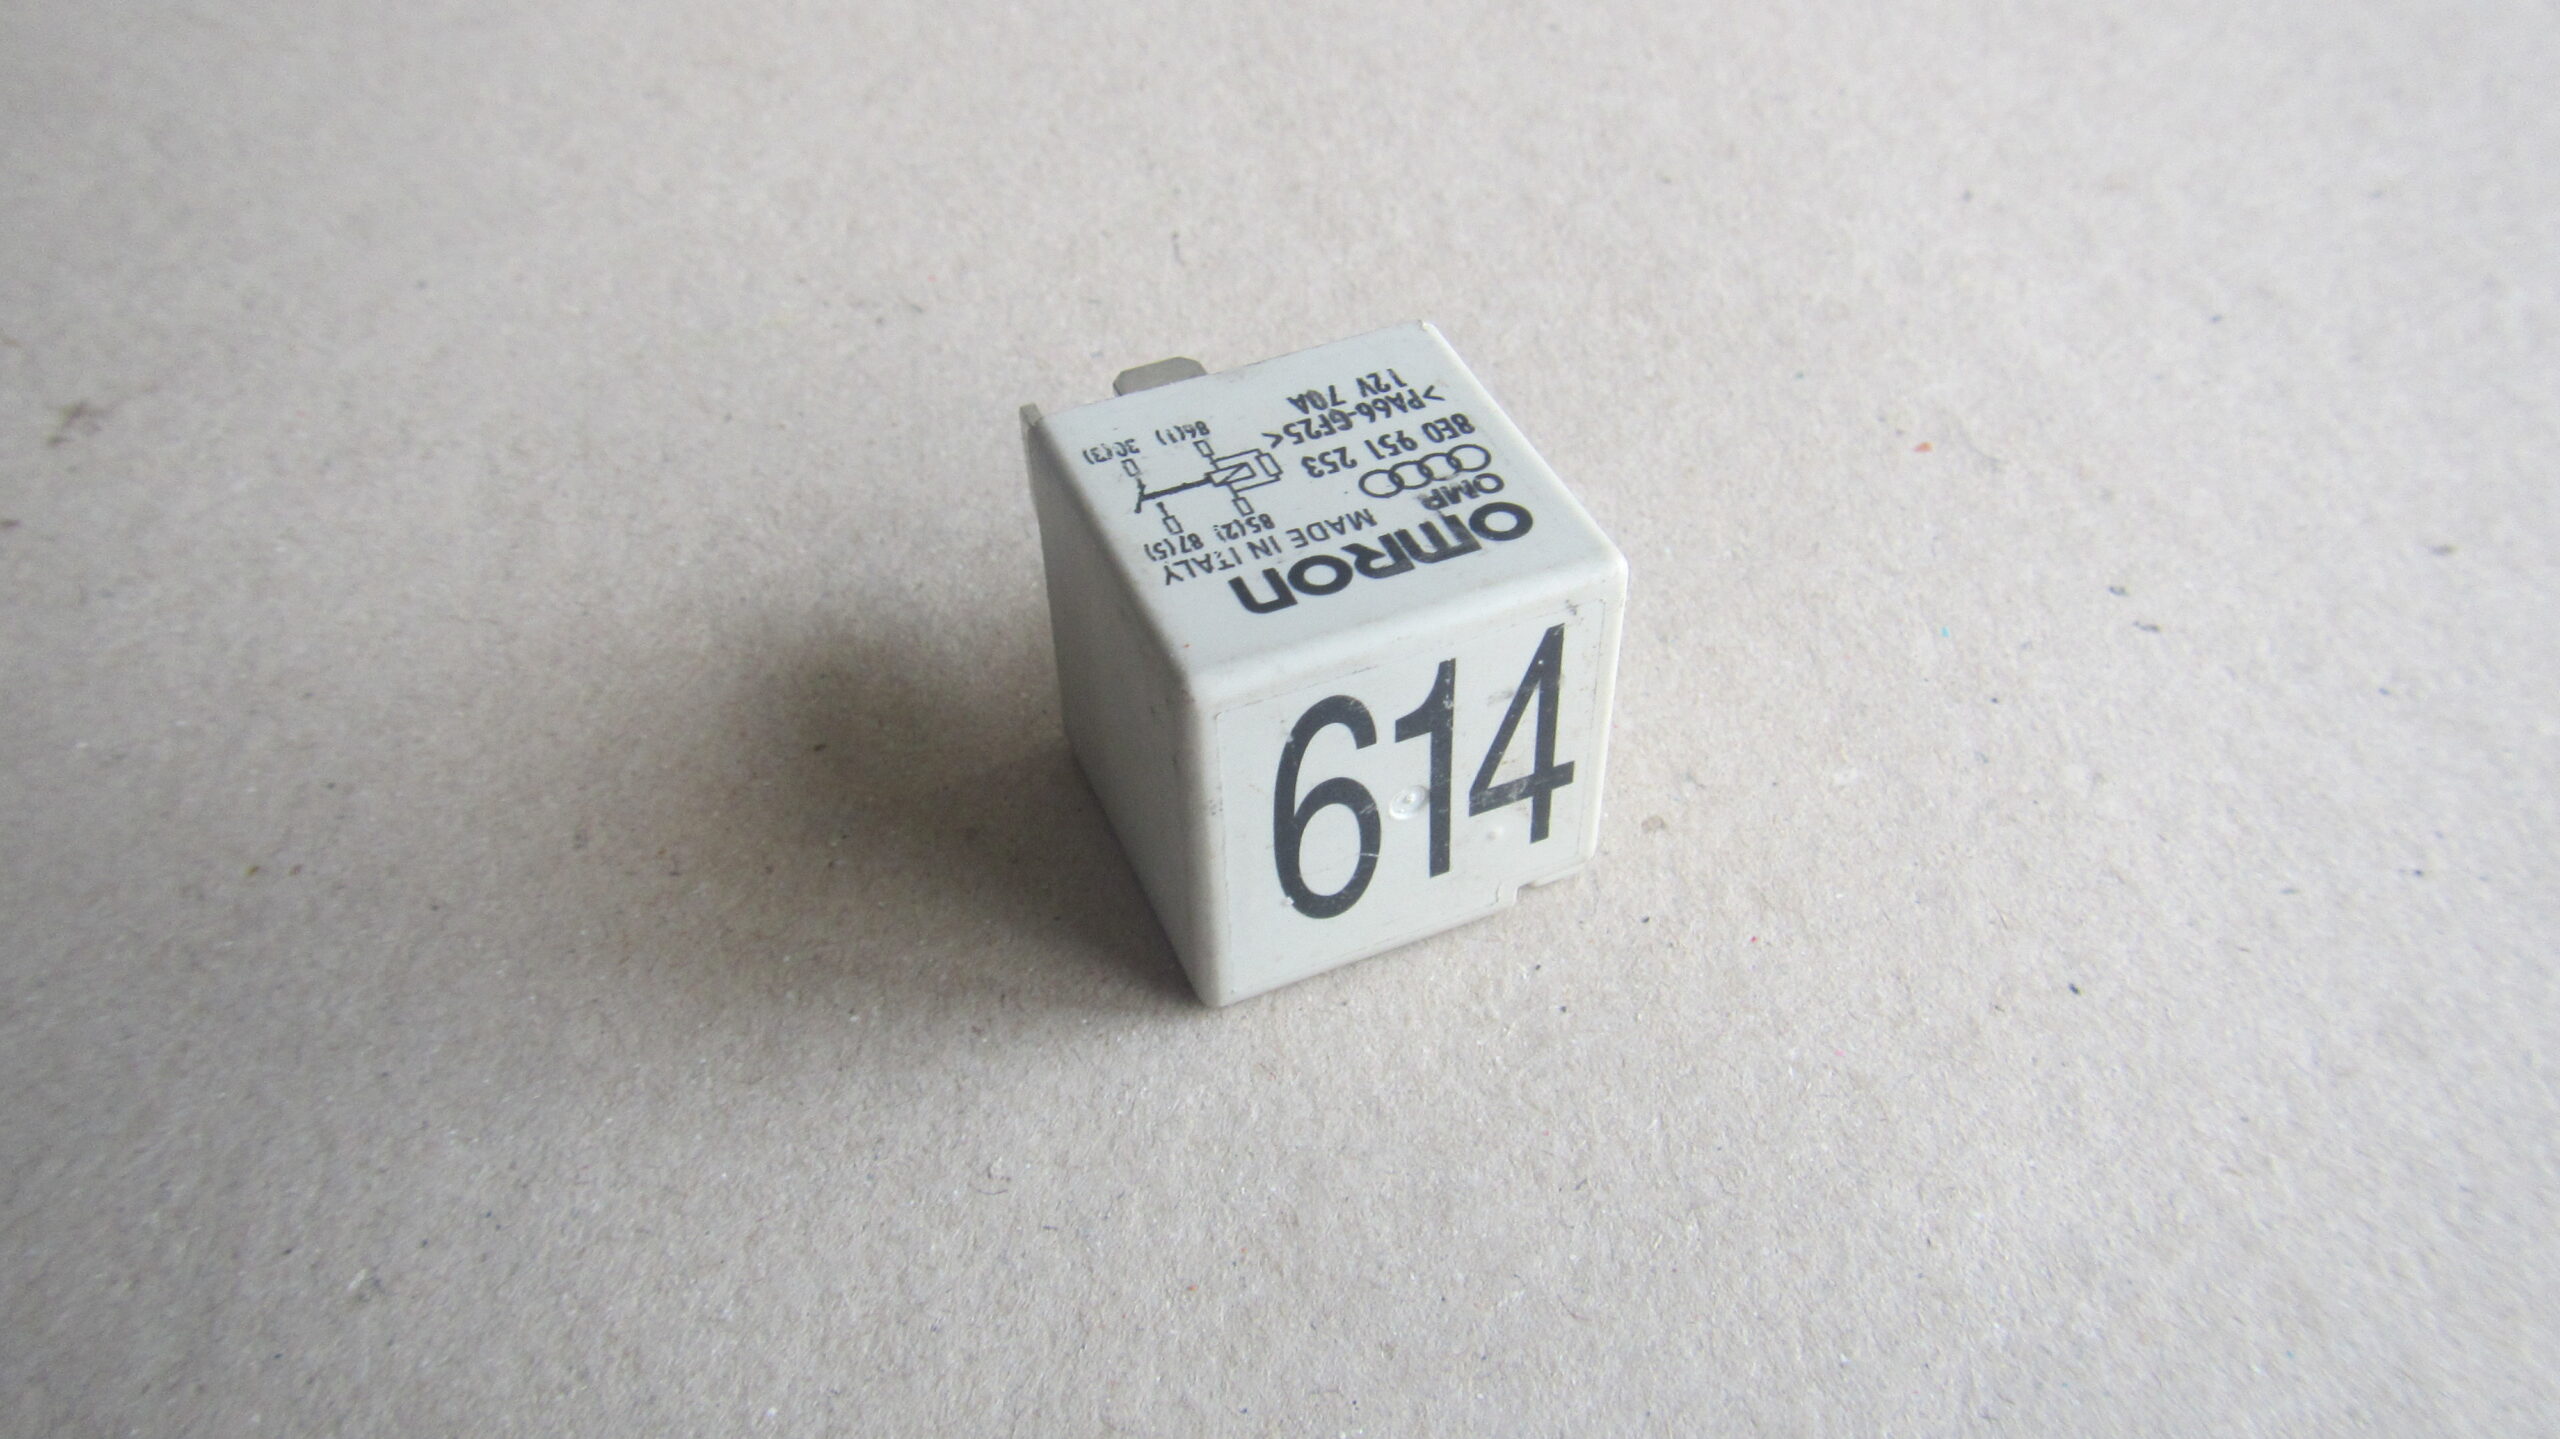 614
OMRON
MADE IN ITALY
OMR
8E0 951 253
>PA66-GF25<
12V 70A
87(5)
85(2)
86(1)
30(3)